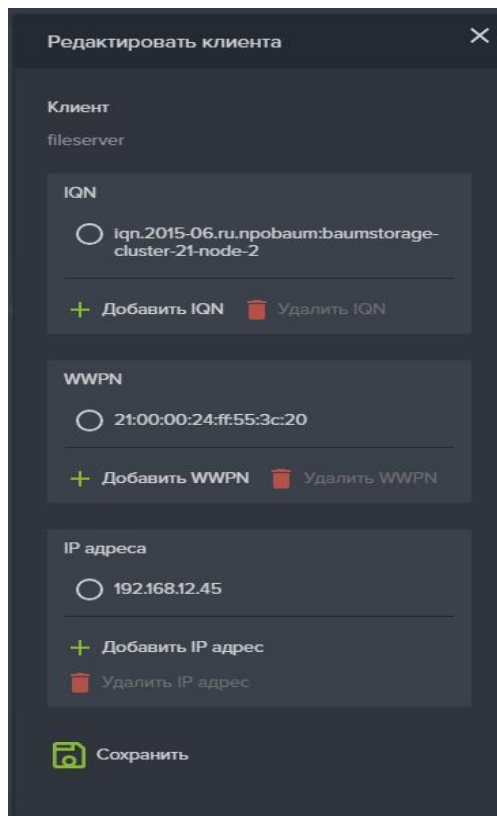 Редактировать клиента
Клиент
fileserver
IQN
iqn.2015-06.ru.npobaum:baumstorage-
cluster-21-node-2
Добавить IQN Удалить IQN
WWPN
21:00:00:24:ff:55:3c:20
Добавить WWPN Удалить WWPN
IP адреса
192.168.12.45
Добавить IP адрес
Удалить IP адрес
Сохранить